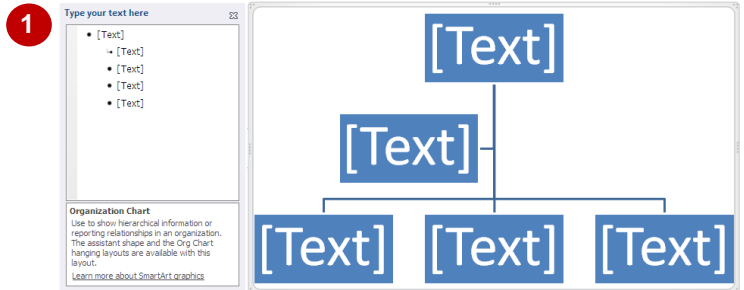 1
Type your text here
[Text]
[Text]
[Text]
[Text]
[Text]
Organization Chart
Use to show hierarchical information or
reporting relationships in an organization.
The assistant shape and the Org Chart
hanging layouts are available with this
layout.
Learn more about SmartArt graphics
[Text]
[Text]
[Text] [Text] [Text]